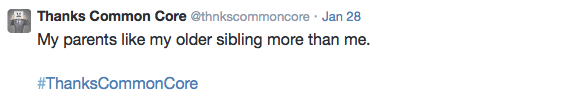 Thanks Common Core @thnkscommoncore · Jan 28
My parents like my older sibling more than me.
#ThanksCommonCore